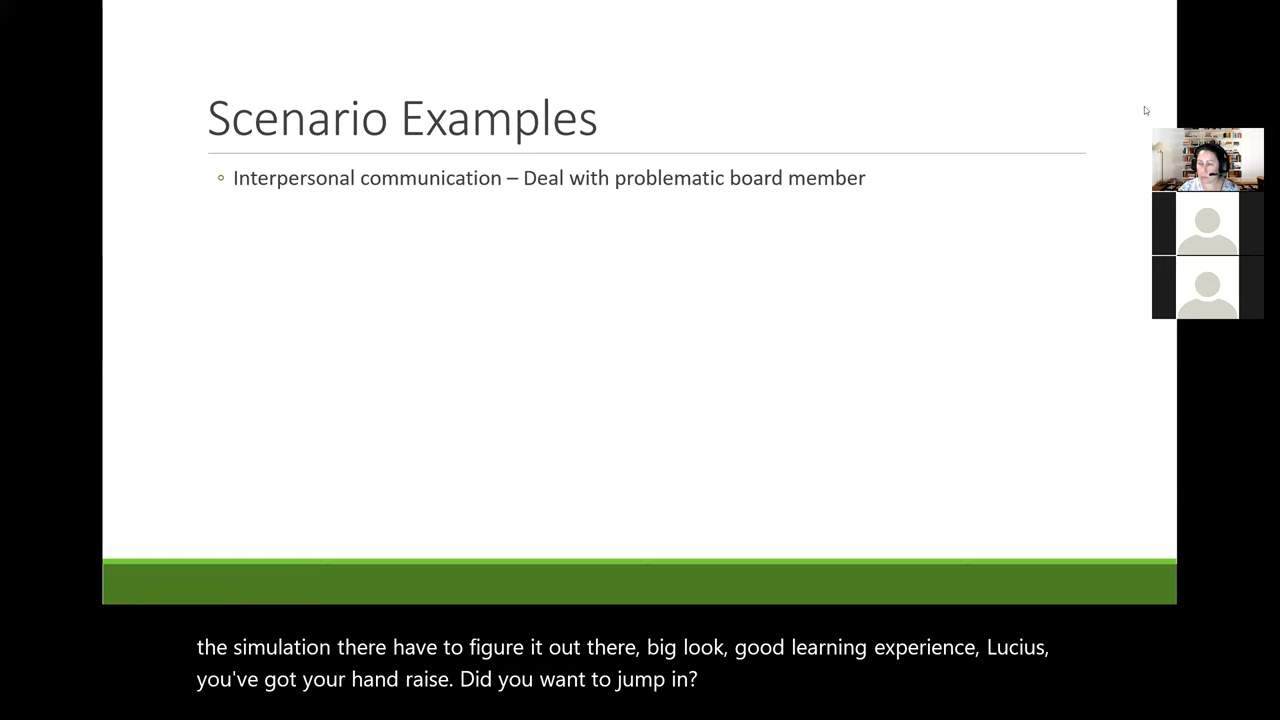 Scenario Examples
◦ Interpersonal communication – Deal with problematic board member
the simulation there have to figure it out there, big look, good learning experience, Lucius,
you've got your hand raise. Did you want to jump in?